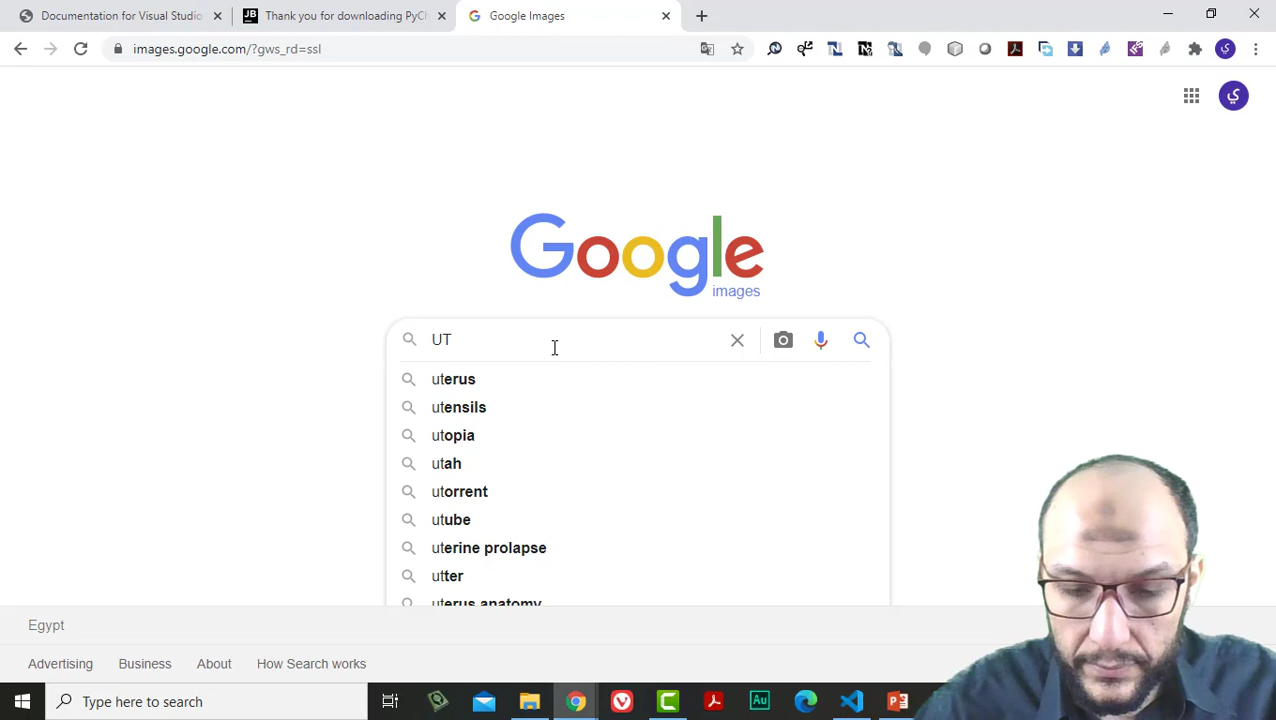 Documentation for Visual Studio
Thank you for downloading PyCh
Google Images
images.google.com/?gws_rd=ssl
ي
ي
Google
images
UT
uterus
utensils
utopia
utah
utorrent
utube
uterine prolapse
utter
uterus anatomy
Egypt
Advertising
Business
About
How Search works
Type here to search
Au